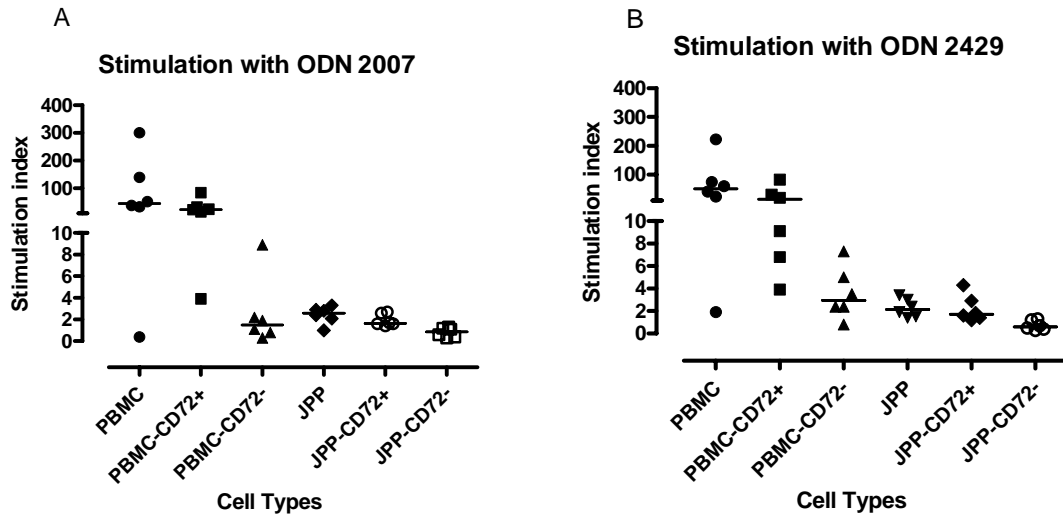 A
Stimulation with ODN 2007
Stimulation index
400
300
200
100
10
8
6
4
2
0
PBMC
PBMC-CD72+
PBMC-CD72-
JPP
JPP-CD72+
JPP-CD72-
Cell Types
B
Stimulation with ODN 2429
Stimulation index
400
300
200
100
10
8
6
4
2
0
PBMC
PBMC-CD72+
PBMC-CD72-
JPP
JPP-CD72+
JPP-CD72-
Cell Types